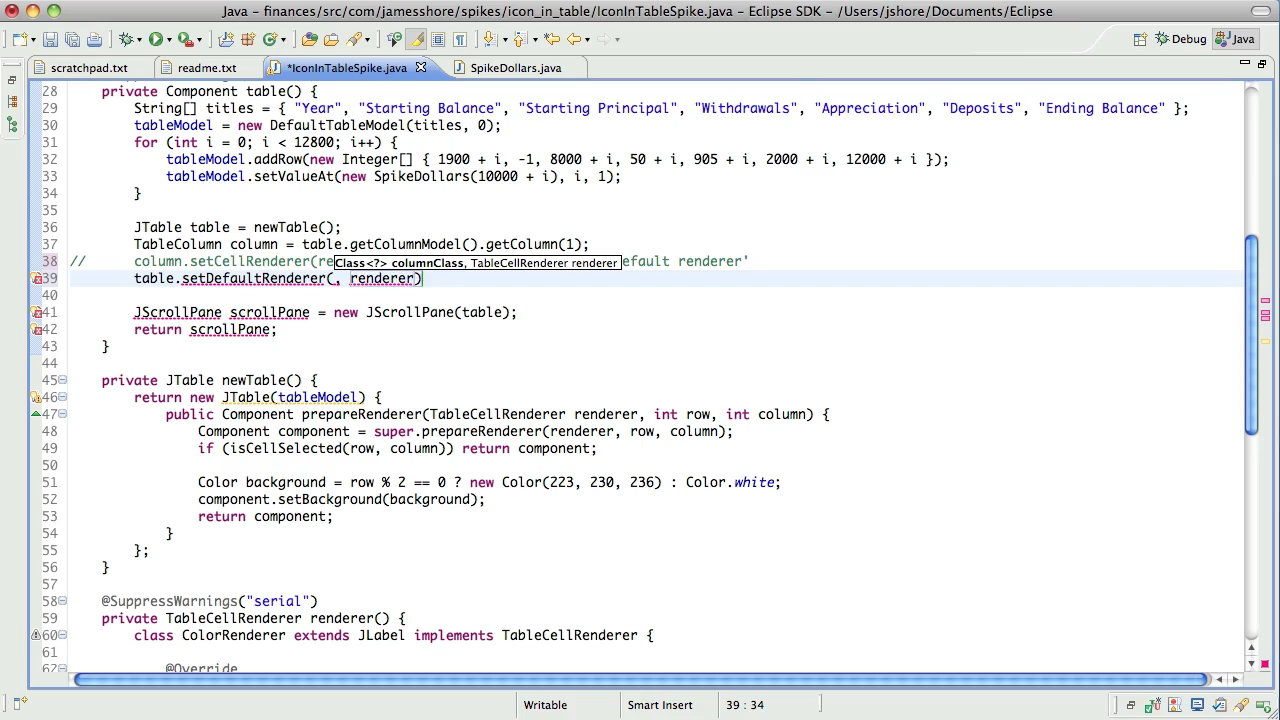 Java - finances/src/com/jamesshore/spikes/icon_in_table/IconInTableSpike.java - Eclipse SDK - /Users/jshore/Documents/Eclipse
Debug Java
scratchpad.txt readme.txt *IconInTableSpike.java SpikeDollars.java
28 private Component table() {
29 String[] titles = { "Year", "Starting Balance", "Starting Principal", "Withdrawals", "Appreciation", "Deposits", "Ending Balance" };
30 tableModel = new DefaultTableModel(titles, 0);
31 for (int i = 0; i < 12800; i++) {
32 tableModel.addRow(new Integer[] { 1900 + i, -1, 8000 + i, 50 + i, 905 + i, 2000 + i, 12000 + i });
33 tableModel.setValueAt(new SpikeDollars(10000 + i), i, 1);
34 }
35
36 JTable table = newTable();
37 TableColumn column = table.getColumnModel().getColumn(1);
38 // column.setCellRenderer(re Class<?> columnClass, TableCellRenderer renderer efault renderer'
39 table.setDefaultRenderer(, renderer)
40
41 JScrollPane scrollPane = new JScrollPane(table);
42 return scrollPane;
43 }
44
45 private JTable newTable() {
46 return new JTable(tableModel) {
47 public Component prepareRenderer(TableCellRenderer renderer, int row, int column) {
48 Component component = super.prepareRenderer(renderer, row, column);
49 if (isCellSelected(row, column)) return component;
50
51 Color background = row % 2 == 0 ? new Color(223, 230, 236) : Color.white;
52 component.setBackground(background);
53 return component;
54 }
55 };
56 }
57
58 @SuppressWarnings("serial")
59 private TableCellRenderer renderer() {
60 class ColorRenderer extends JLabel implements TableCellRenderer {
61
62 @Override
Writable Smart Insert 39 : 34